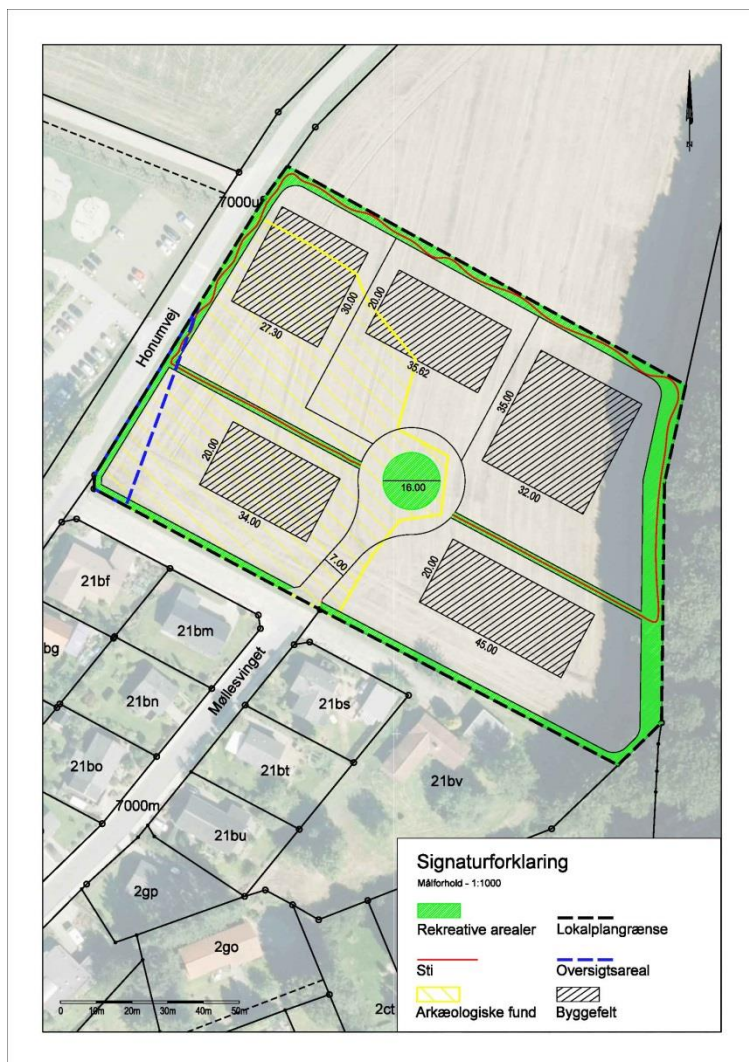 7000u
Honumvej
30.00
27.30
20.00
35.62
35.00
32.00
20.00
34.00
16.00
7.00
20.00
45.00
21bf
bg
21bm
21bn
Møllesvinget
21bs
21bo
21bt
21bv
7000m
21bu
2gp
2go
2ct
0m 10m 20m 30m 40m 50m
N
Signaturforklaring
Målforhold - 1:1000
Rekreative arealer
Lokalplangrænse
Sti
Oversigtsareal
Arkæologiske fund
Byggefelt